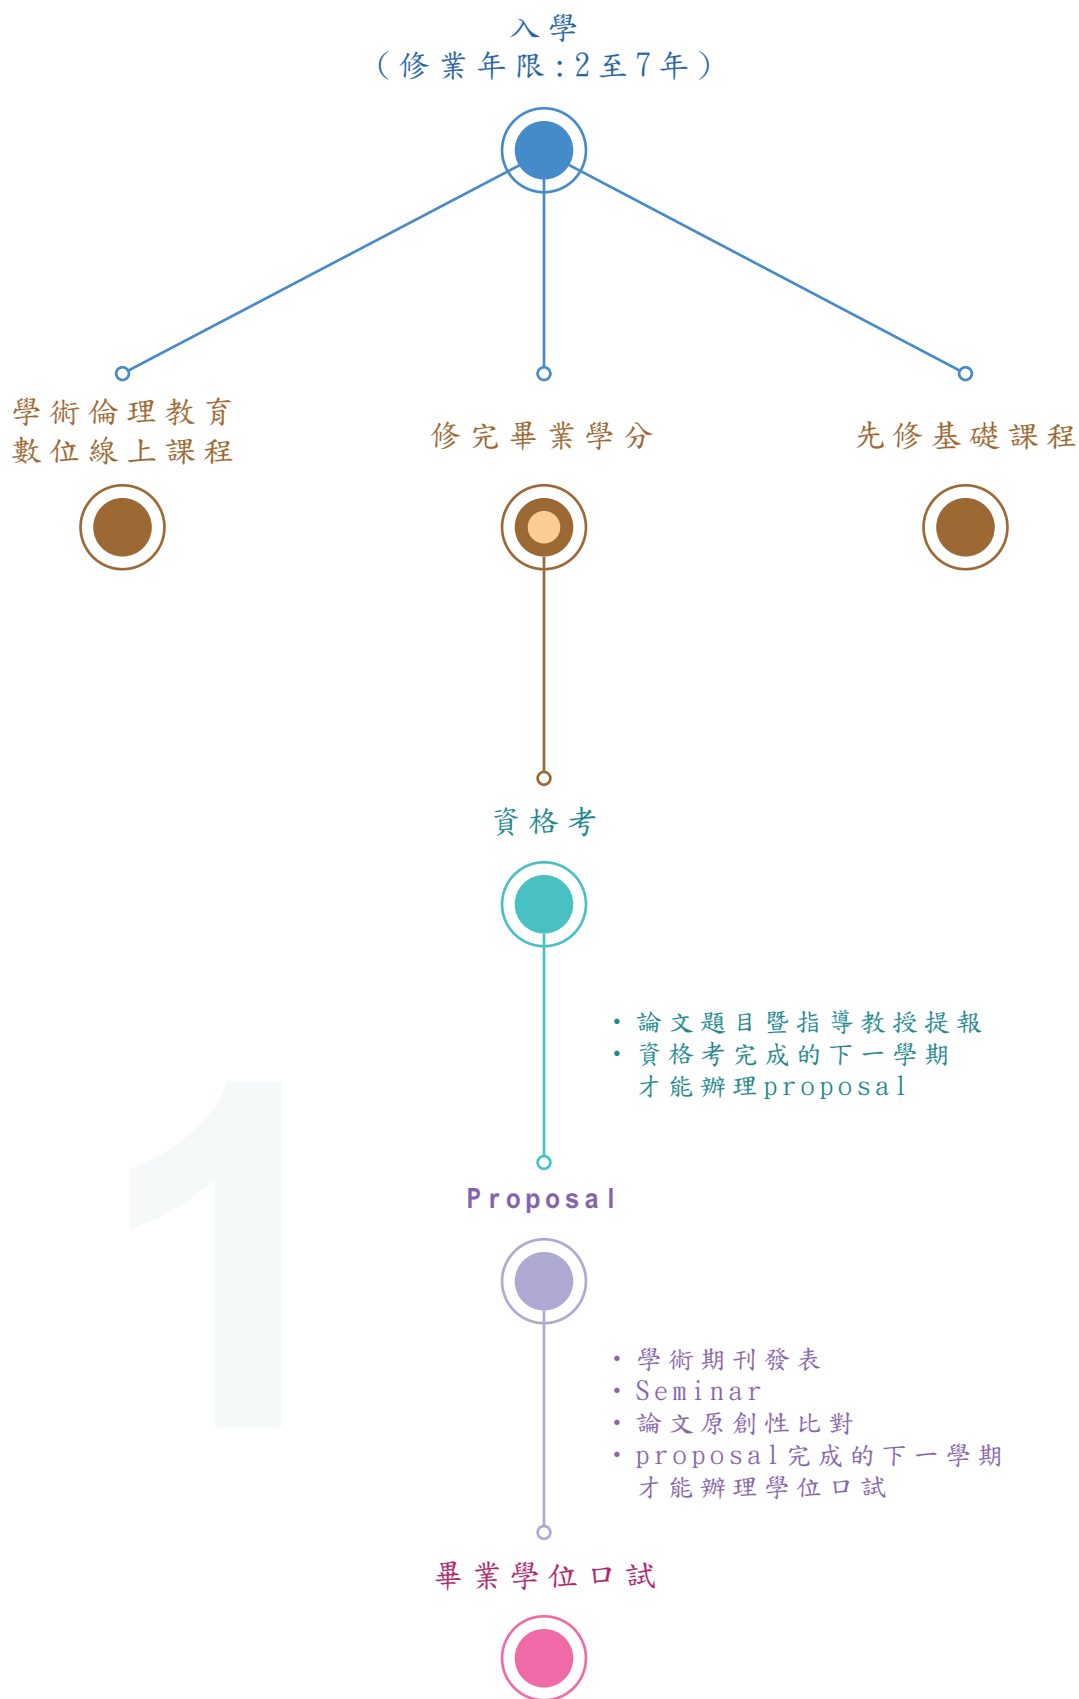 入學
(修業年限:2至7年)
學術倫理教育
數位線上課程
修完畢業學分
先修基礎課程
資格考
・論文題目暨指導教授提報
・資格考完成的下一學期
才能辦理proposal
Proposal
・學術期刊發表
・Seminar
・論文原創性比對
・proposal完成的下一學期
才能辦理學位口試
畢業學位口試
1